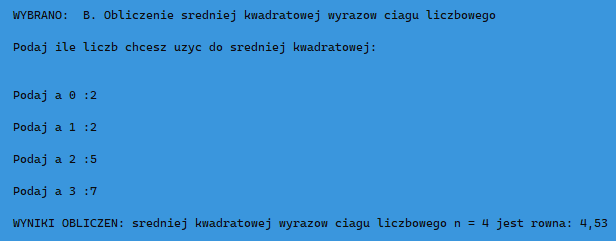 WYBRANO: B. Obliczenie sredniej kwadratowej wyrazow ciagu liczbowego
Podaj ile liczb chcesz uzyc do sredniej kwadratowej:
Podaj a 0 :2
Podaj a 1 :2
Podaj a 2 :5
Podaj a 3 :7
WYNIKI OBLICZEN: sredniej kwadratowej wyrazow ciagu liczbowego n = 4 jest rowna: 4,53